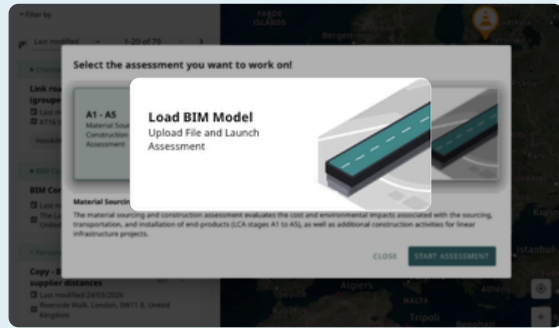 Filter by
Last modified
1-20 of 79
Select the assessment you want to work on!
Link roa
(groupe
A1 - A5
Material Sour
Construction
Assessment
Load BIM Model
Upload File and Launch
Assessment
BIM Cor
Material Sourcin
The material sourcing and construction assessment evaluates the cost and environmental impacts associated with the sourcing,
transportation, and installation of end-products (LCA stages A1 to A5), as well as additional construction activities for linear
infrastructure projects.
CLOSE
START ASSESSMENT
Copy - B
supplier distances
Last modified 24/03/2026
Riverside Walk, London, SW11 8, United
Kingdom
FAROE
ISLANDS
Bergen
Istanbul
Algiers
MALTA
Tripoli